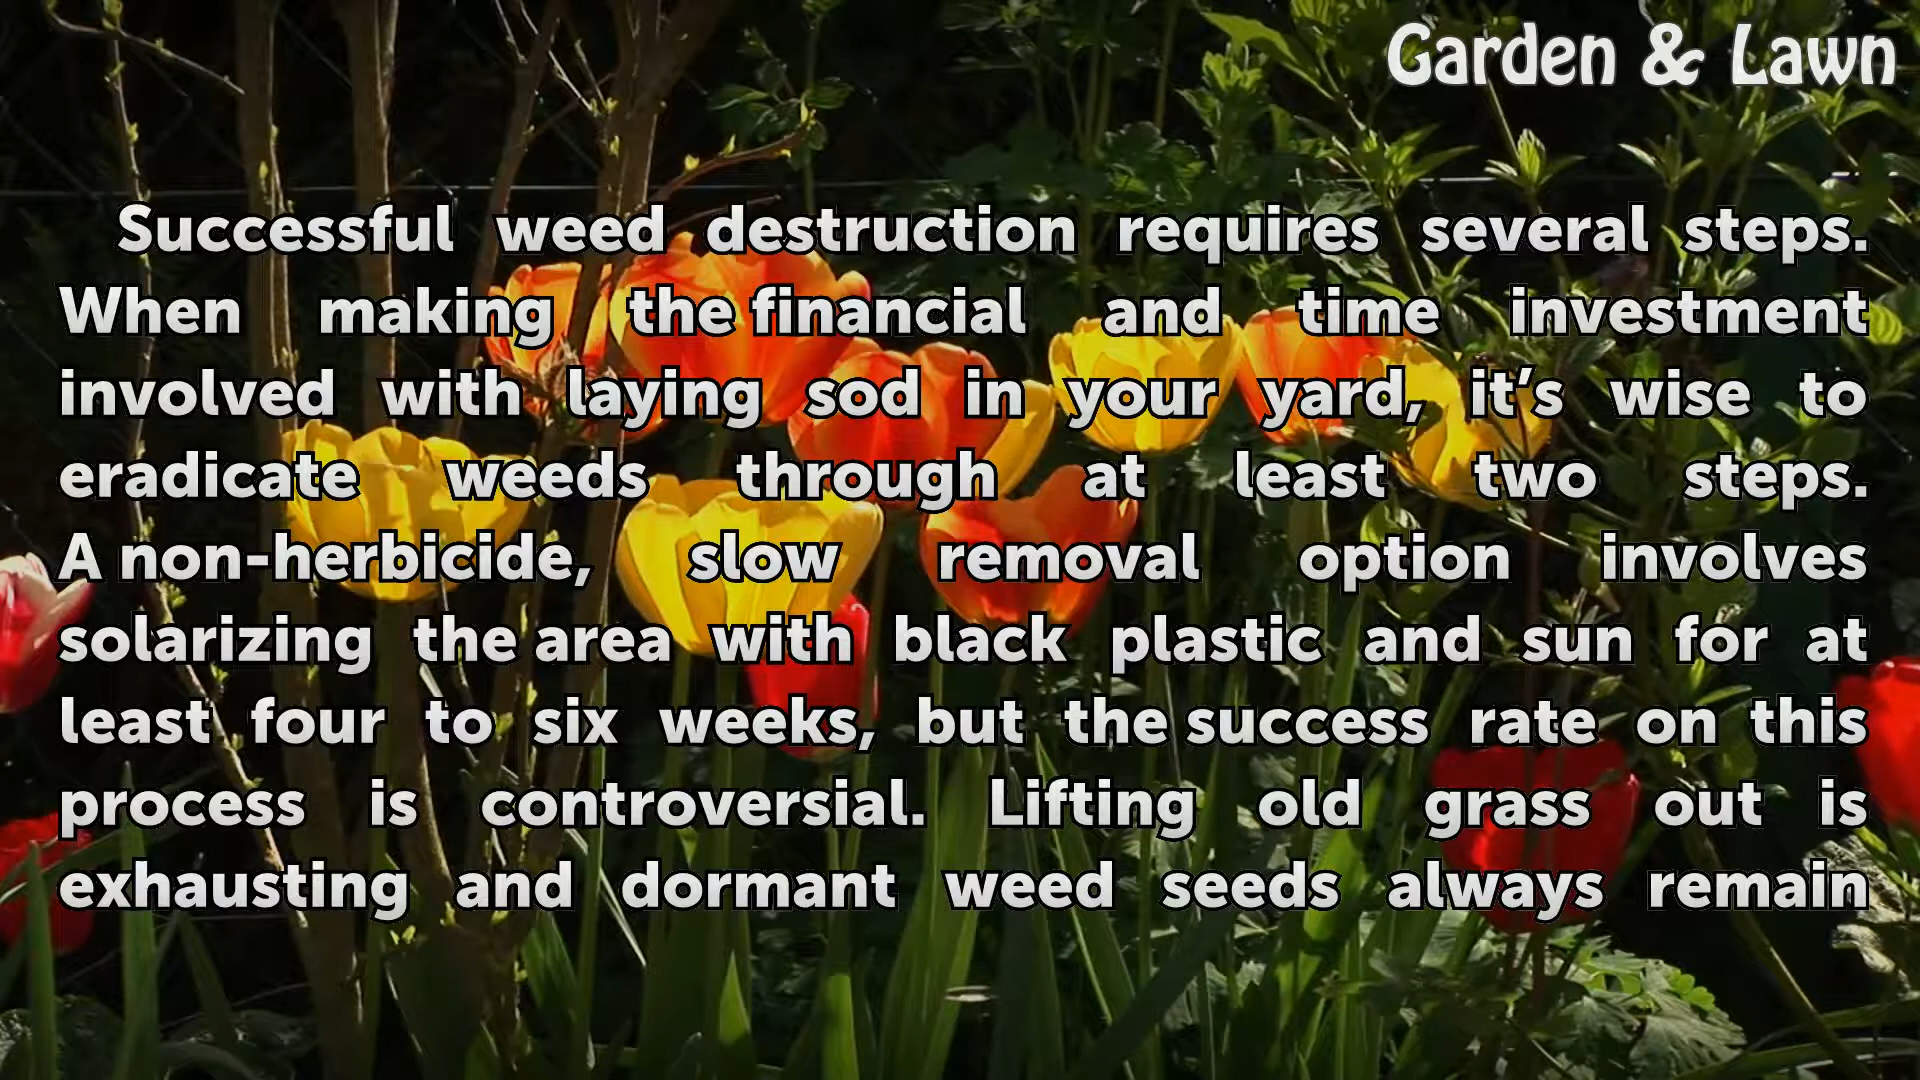 Garden & Lawn
Successful weed destruction requires several steps.
When making the financial and time investment
involved with laying sod in your yard, it’s wise to
eradicate weeds through at least two steps.
A non-herbicide, slow removal option involves
solarizing the area with black plastic and sun for at
least four to six weeks, but the success rate on this
process is controversial. Lifting old grass out is
exhausting and dormant weed seeds always remain